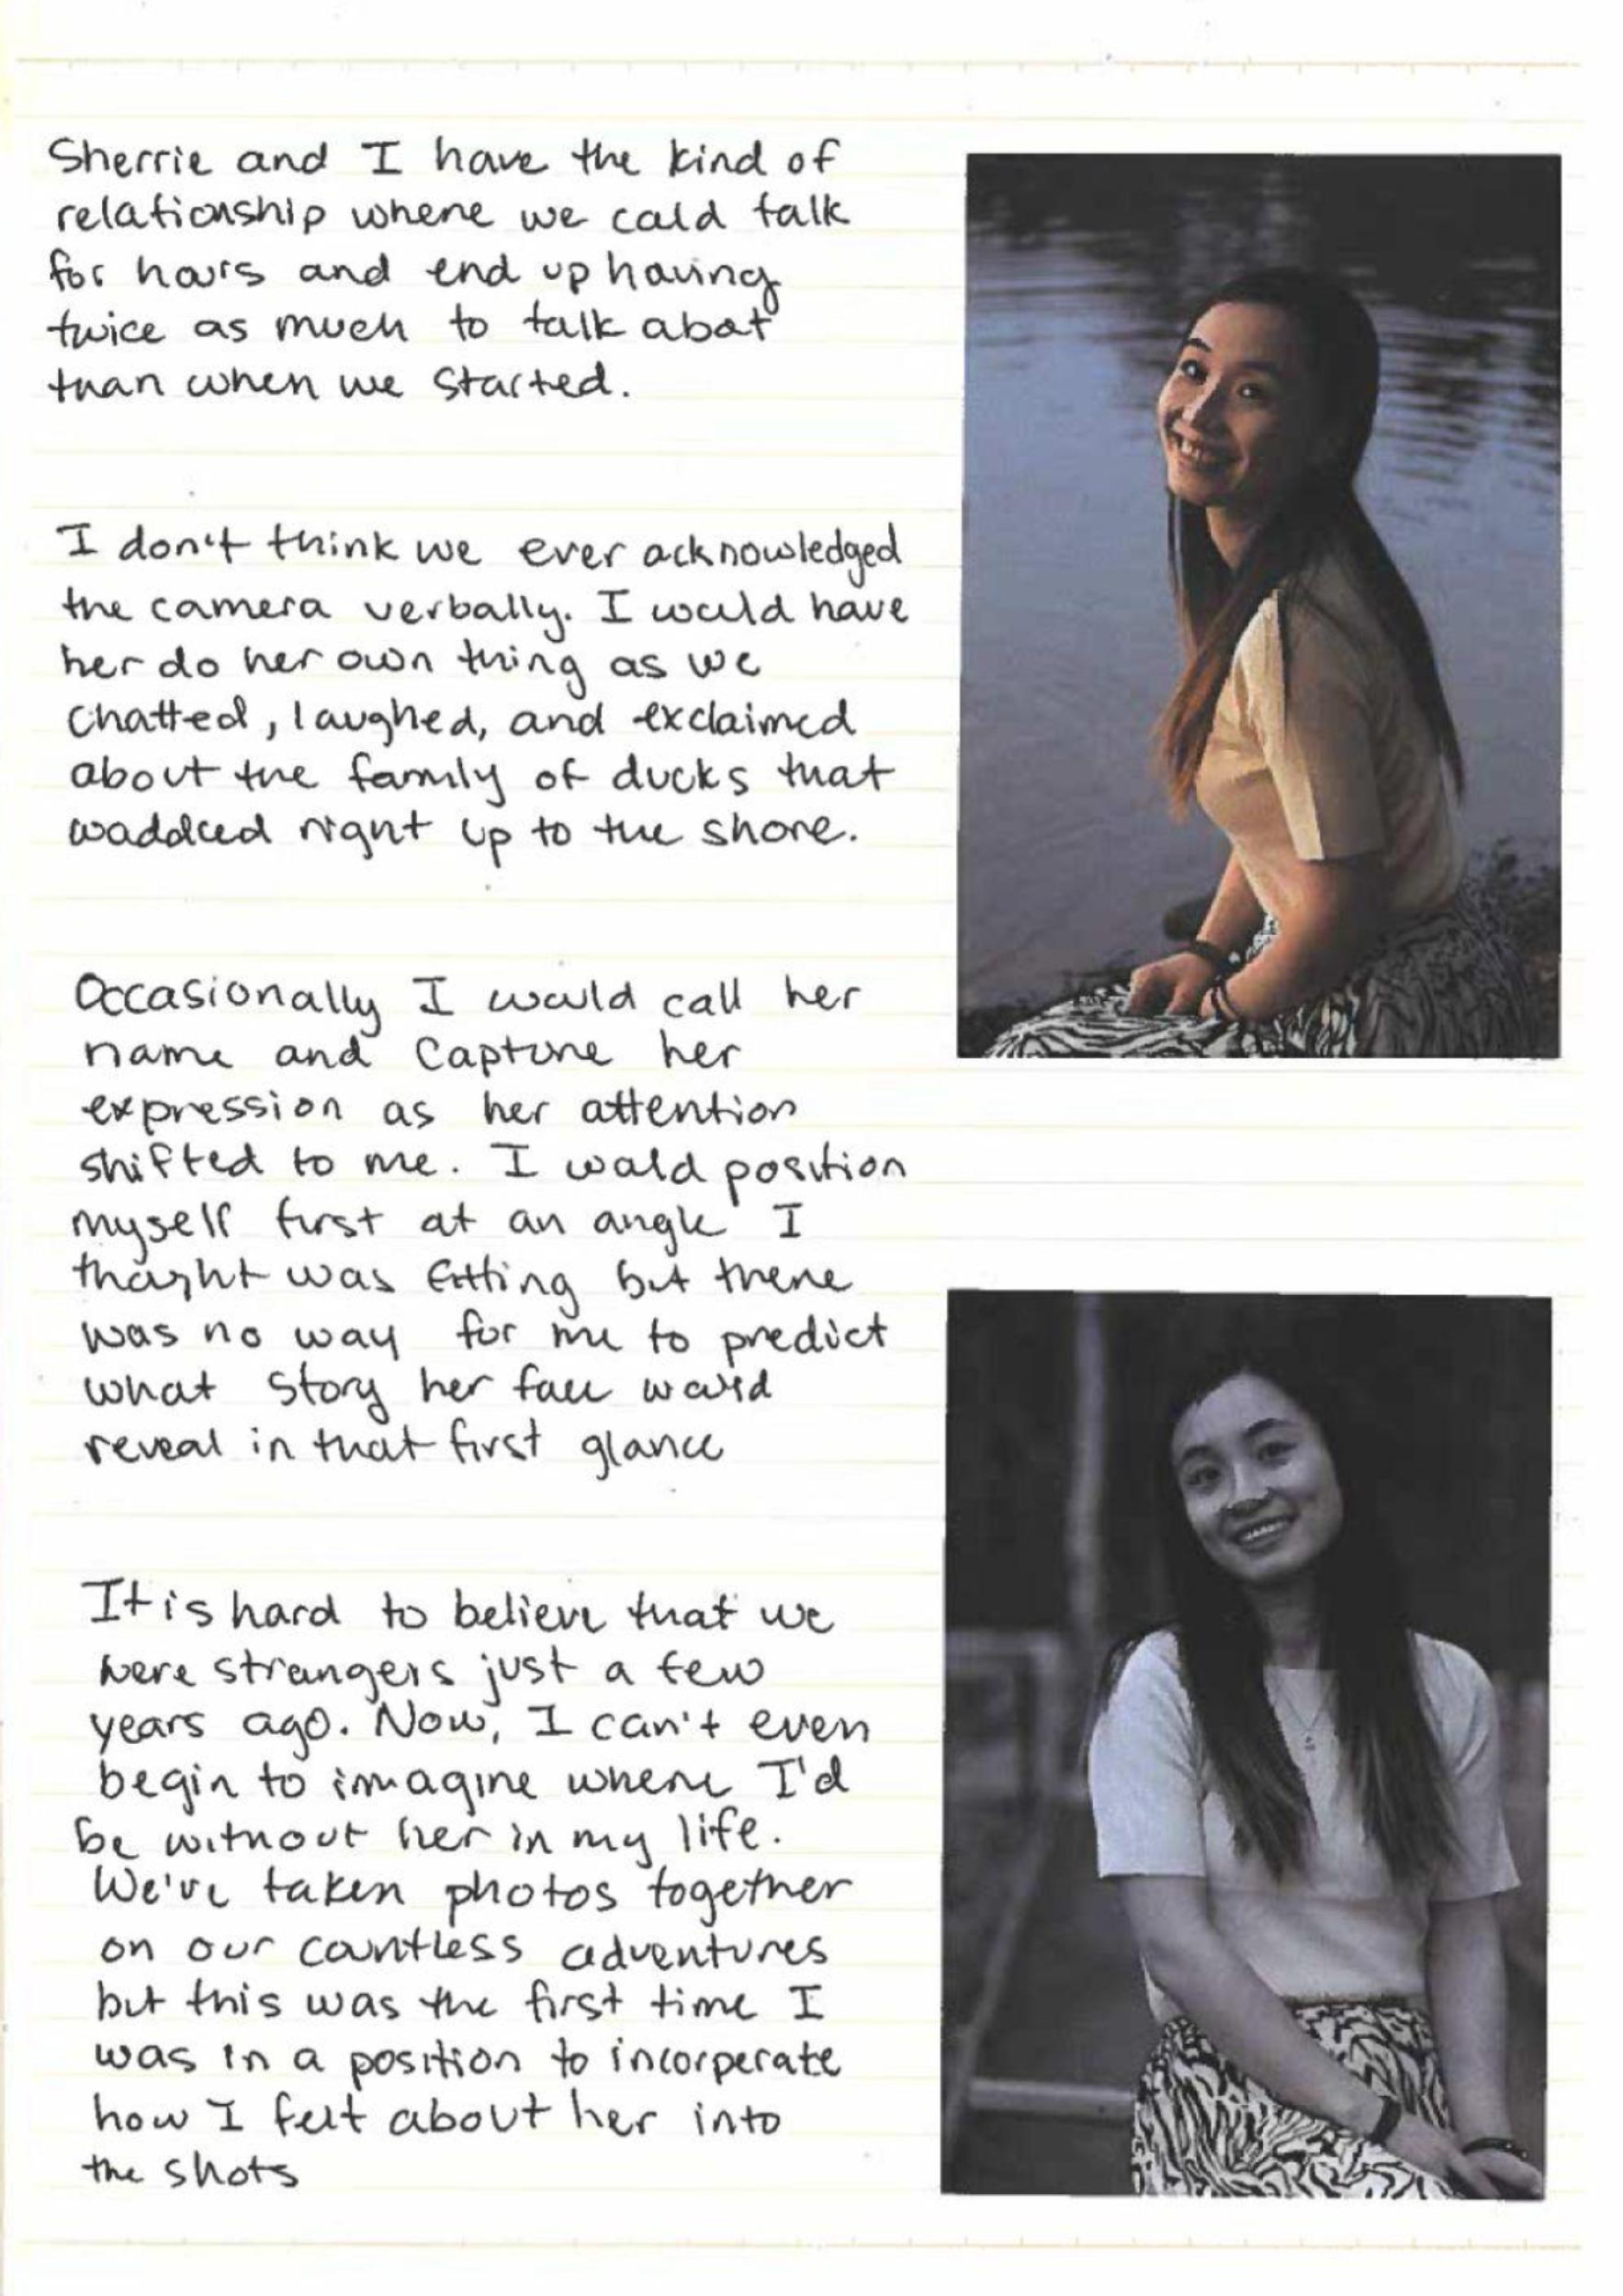 Sherrie and I have the kind of
relationship where we could talk
for hours and end up having
twice as much to talk about
than when we started.
I don't think we ever acknowledged
the camera verbally. I would have
her do her own thing as we
chatted, laughed, and exclaimed
about the family of ducks that
waddled right up to the shore.
Occasionally I would call her
name and capture her
expression as her attention
shifted to me. I would position
myself first at an angle I
thought was fitting but there
was no way for me to predict
what story her face would
reveal in that first glance
It is hard to believe that we
were strangers just a few
years ago. Now, I can't even
begin to imagine where I'd
be without her in my life.
We've taken photos together
on our countless adventures
but this was the first time I
was in a position to incorperate
how I felt about her into
the shots